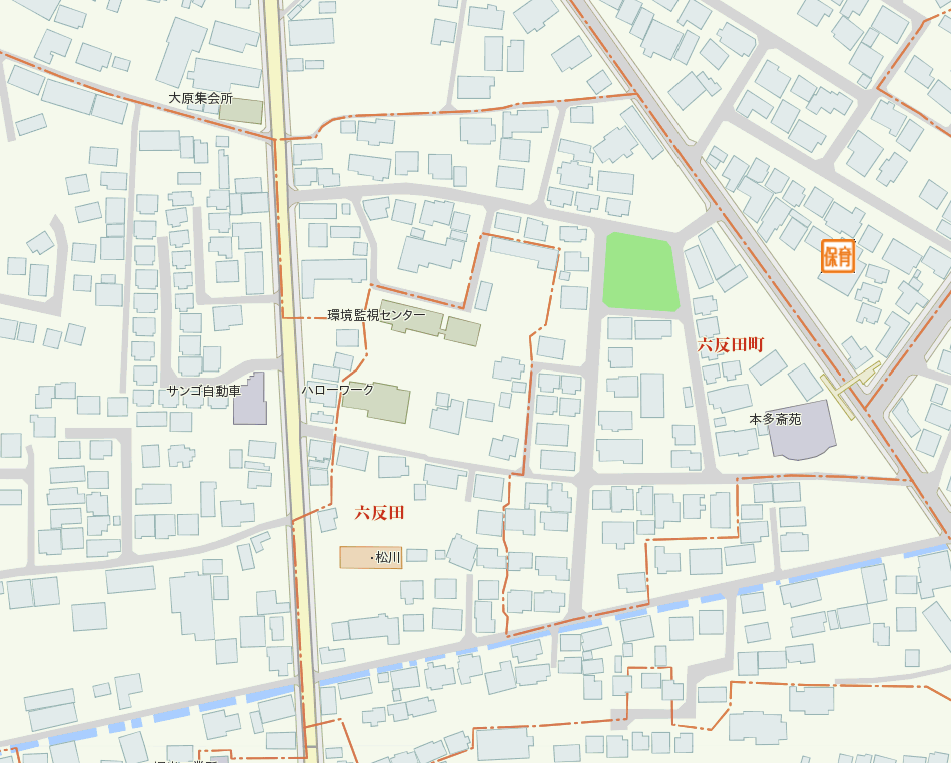 大原集会所
保育
環境監視センター
六反田町
サンゴ自動車
ハローワーク
本多斎苑
六反田
・松川